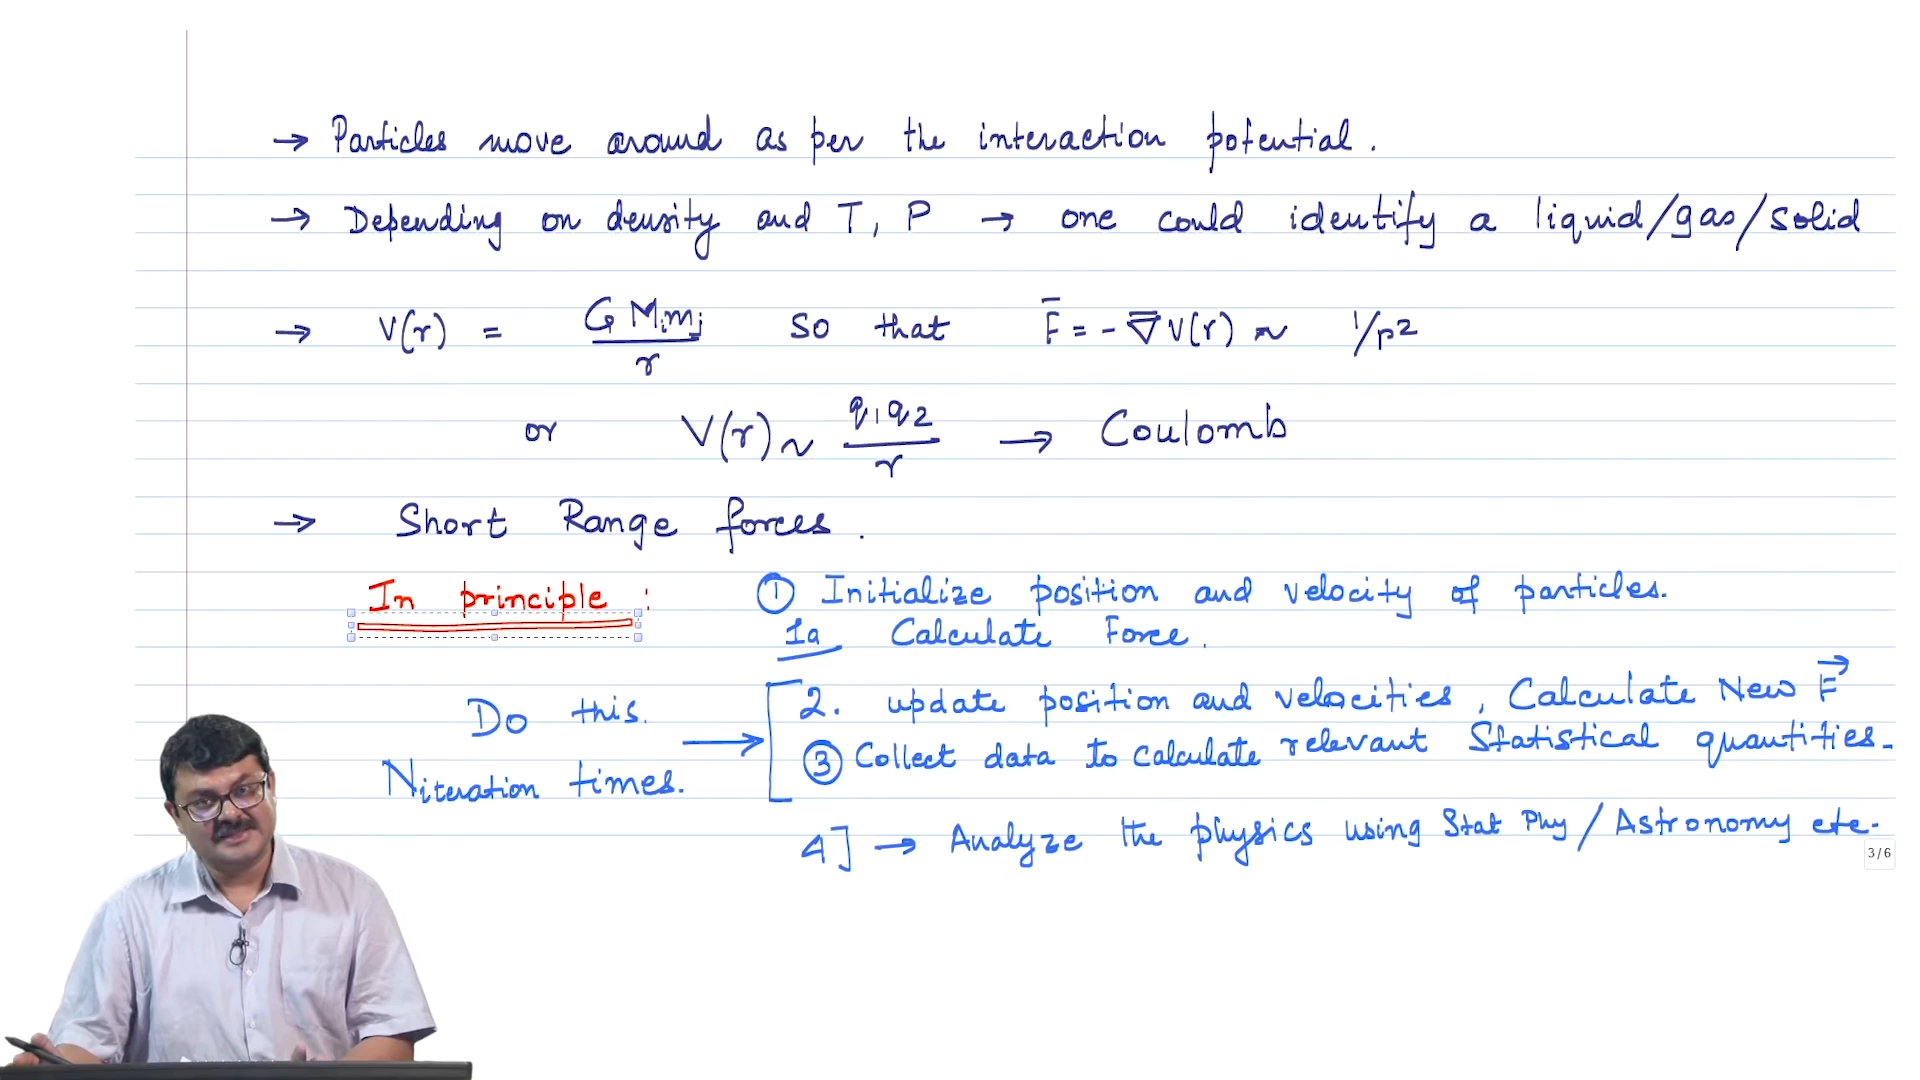 → Particles move around as per the interaction potential.
→ Depending on density and T, P → one could identify a liquid/gas/solid
→ V(r) = G MᵢMⱼ / r so that F̄ = - ∇̄ V(r) ~ 1/r²
or V(r) ~ q₁q₂ / r → Coulomb
→ Short Range forces.
In principle :
① Initialize position and velocity of particles.
1a Calculate Force.
Do this Niteration times. →
2. update position and velocities, Calculate New F⃗
③ Collect data to calculate relevant Statistical quantities.
4] → Analyze the physics using Stat Phy / Astronomy etc.
3/6